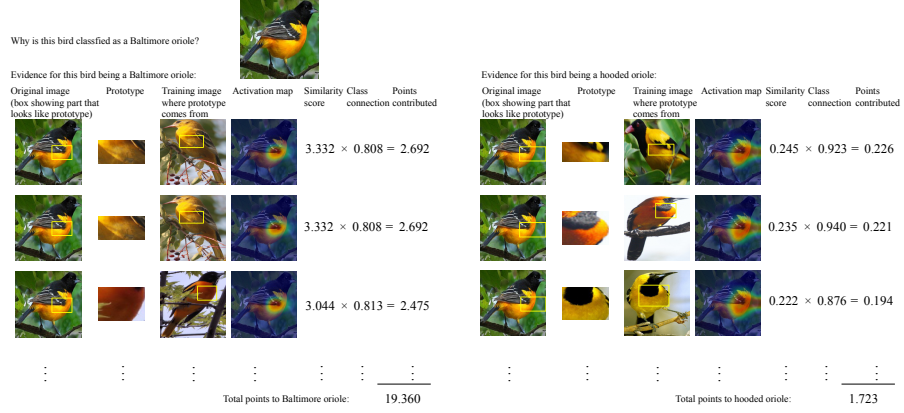 Why is this bird classfied as a Baltimore oriole?
Evidence for this bird being a Baltimore oriole:
Original image Prototype Training image Activation map Similarity Class Points
(box showing part that where prototype score connection contributed
looks like prototype) comes from
3.332 × 0.808 = 2.692
3.332 × 0.808 = 2.692
3.044 × 0.813 = 2.475
Total points to Baltimore oriole: 19.360
Evidence for this bird being a hooded oriole:
Original image Prototype Training image Activation map Similarity Class Points
(box showing part that where prototype score connection contributed
looks like prototype) comes from
0.245 × 0.923 = 0.226
0.235 × 0.940 = 0.221
0.222 × 0.876 = 0.194
Total points to hooded oriole: 1.723